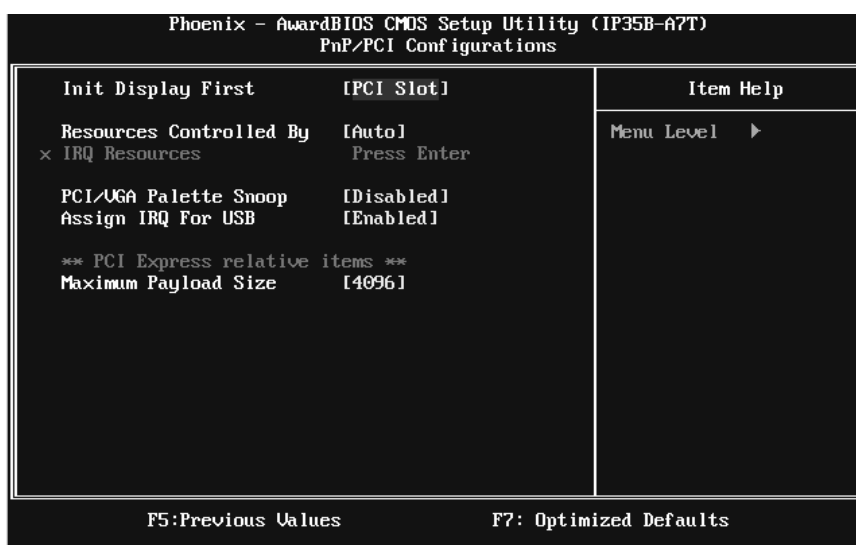 Phoenix - AwardBIOS CMOS Setup Utility (IP35B-A7T)
PnP/PCI Configurations
Init Display First [PCI Slot]
Resources Controlled By [Auto]
x IRQ Resources Press Enter
PCI/VGA Palette Snoop [Disabled]
Assign IRQ For USB [Enabled]
** PCI Express relative items **
Maximum Payload Size [4096]
Item Help
Menu Level ►
F5:Previous Values F7: Optimized Defaults